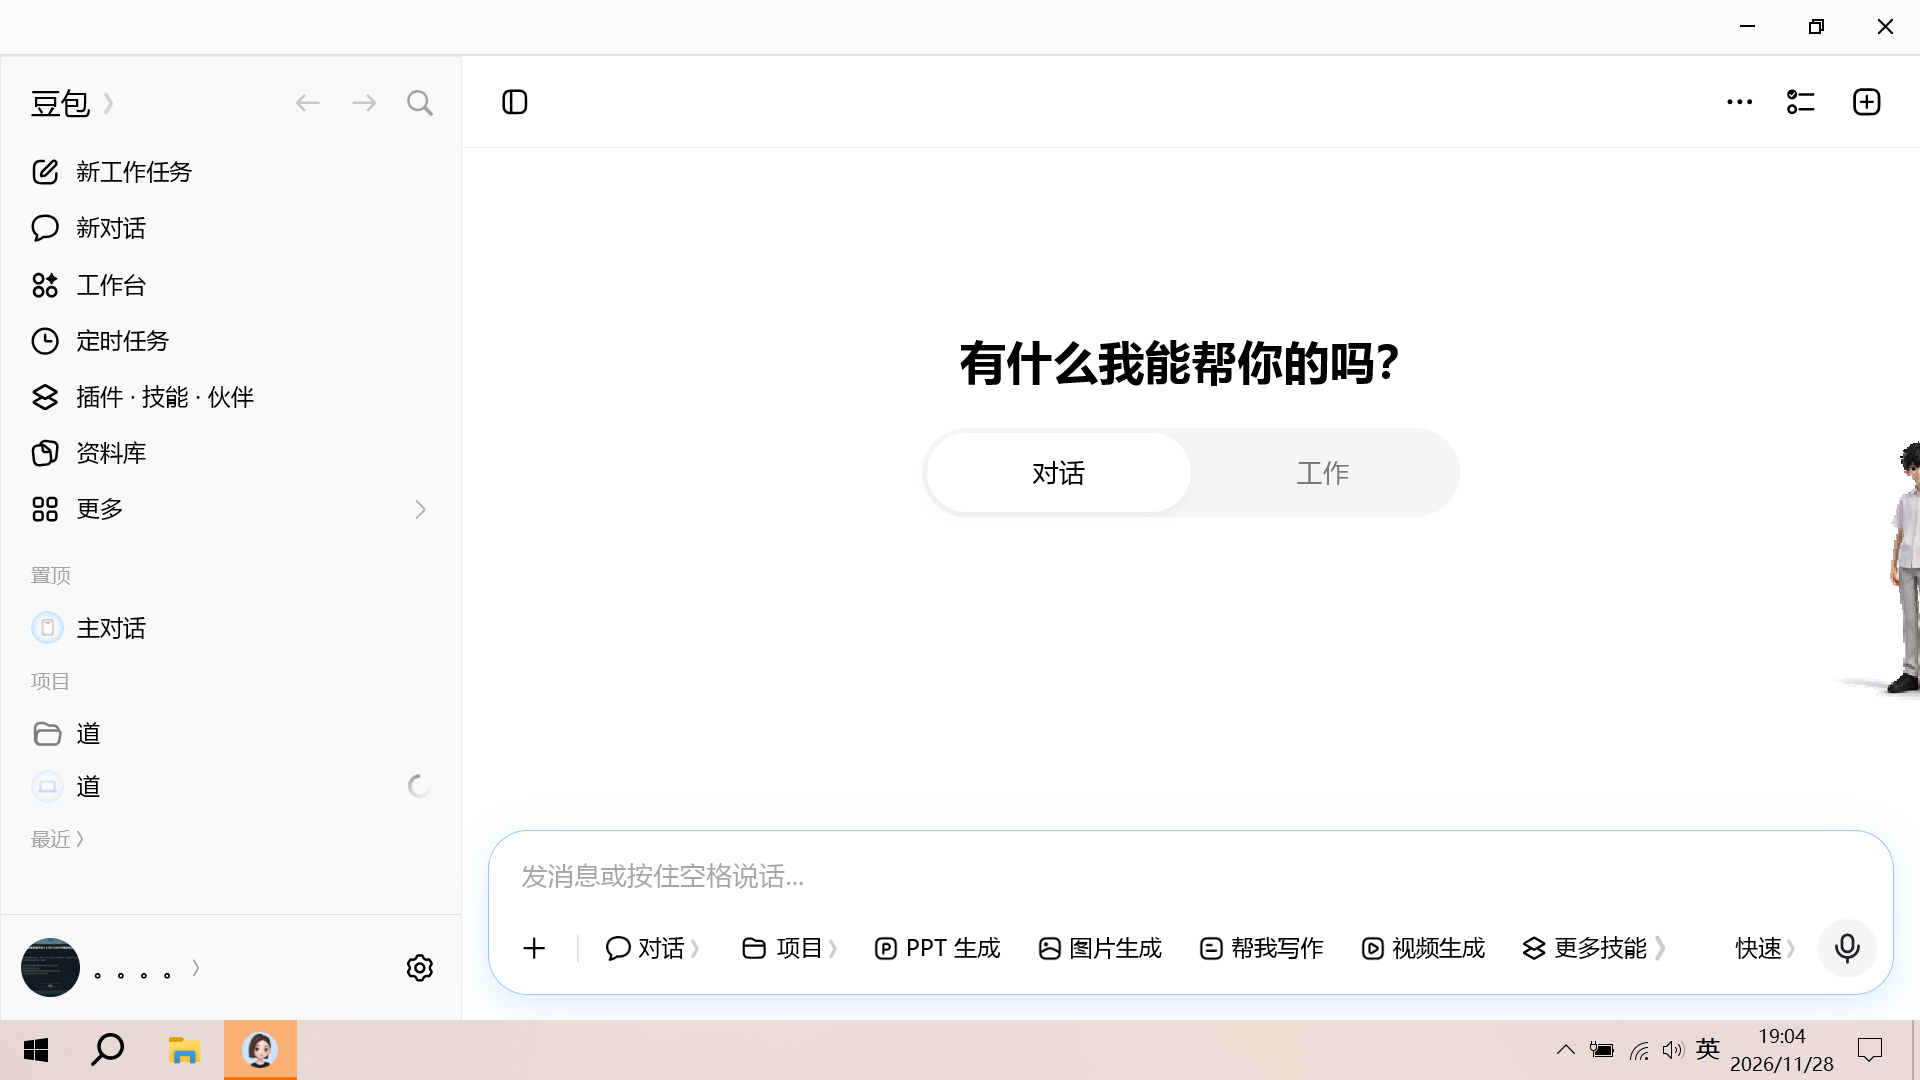 豆包
新工作任务
新对话
工作台
定时任务
插件 · 技能 · 伙伴
资料库
更多
置顶
主对话
项目
道
道
最近
。。。。
有什么我能帮你的吗?
对话
工作
发消息或按住空格说话...
对话
项目
PPT 生成
图片生成
帮我写作
视频生成
更多技能
快速
英
19:04
2026/11/28